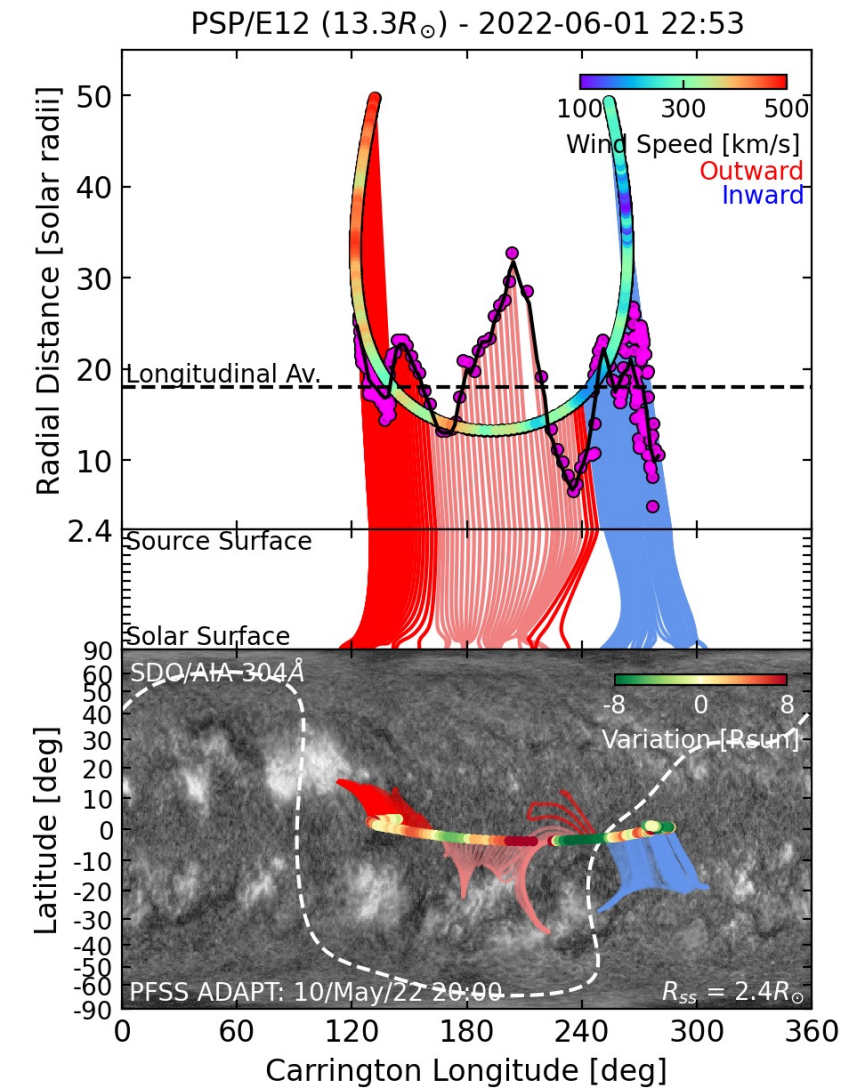 PSP/E12 (13.3R⊙) - 2022-06-01 22:53
50
40
30
20
10
2.4
Radial Distance [solar radii]
100 300 500
Wind Speed [km/s]
Outward
Inward
Longitudinal Av.
Source Surface
Solar Surface
90
60
50
40
30
20
10
0
-10
-20
-30
-40
-50
-60
-90
Latitude [deg]
SDO/AIA 304Å
-8 0 8
Variation [Rsun]
PFSS ADAPT: 10/May/22 20:00
Rss = 2.4R⊙
0 60 120 180 240 300 360
Carrington Longitude [deg]